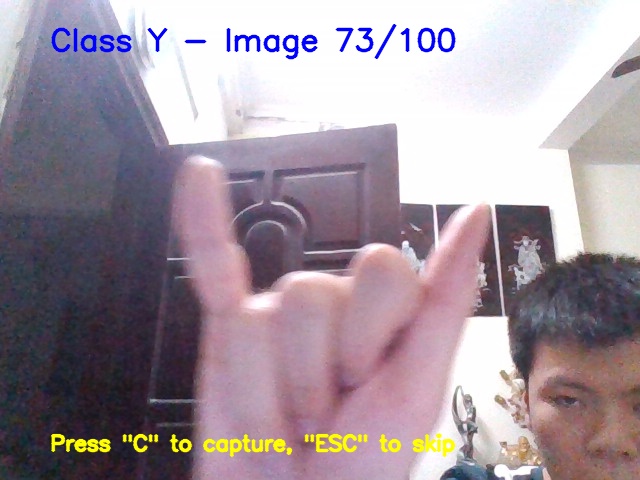 Class Y - Image 73/100
Press "C" to capture, "ESC" to skip